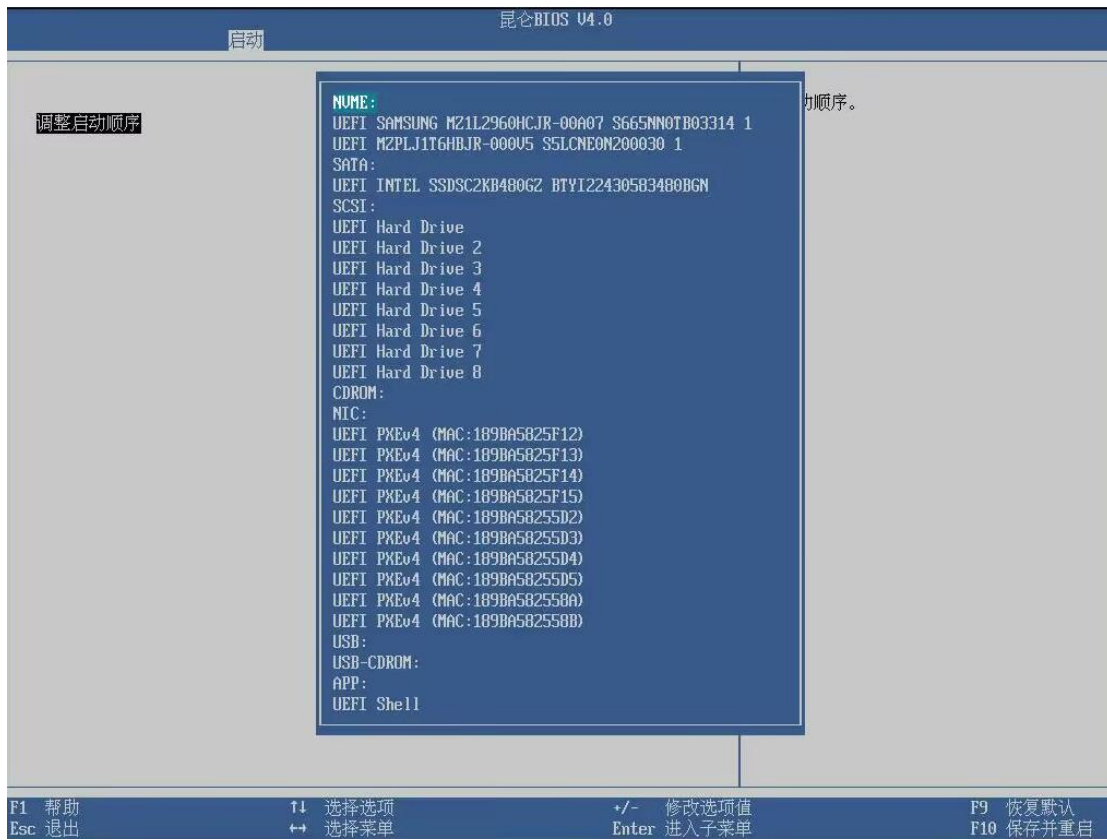 昆仑BIOS V4.0
启动
调整启动顺序
动顺序。
NVME:
UEFI SAMSUNG MZ1L2960HCJR-00A07 S665NN0TB03314 1
UEFI MZPLJ1T6HBJR-000V5 S5LCNE0N200030 1
SATA:
UEFI INTEL SSDSC2KB480GZ BTYI22430583480BGN
SCSI:
UEFI Hard Drive
UEFI Hard Drive 2
UEFI Hard Drive 3
UEFI Hard Drive 4
UEFI Hard Drive 5
UEFI Hard Drive 6
UEFI Hard Drive 7
UEFI Hard Drive 8
CDROM:
NIC:
UEFI PXEv4 (MAC:189BA5825F12)
UEFI PXEv4 (MAC:189BA5825F13)
UEFI PXEv4 (MAC:189BA5825F14)
UEFI PXEv4 (MAC:189BA5825F15)
UEFI PXEv4 (MAC:189BA58255D2)
UEFI PXEv4 (MAC:189BA58255D3)
UEFI PXEv4 (MAC:189BA58255D4)
UEFI PXEv4 (MAC:189BA58255D5)
UEFI PXEv4 (MAC:189BA582558A)
UEFI PXEv4 (MAC:189BA582558B)
USB:
USB-CDROM:
APP:
UEFI Shell
F1 帮助 ↑↓ 选择选项 +/- 修改选项值 F9 恢复默认
Esc 退出 ↔ 选择菜单 Enter 进入子菜单 F10 保存并重启